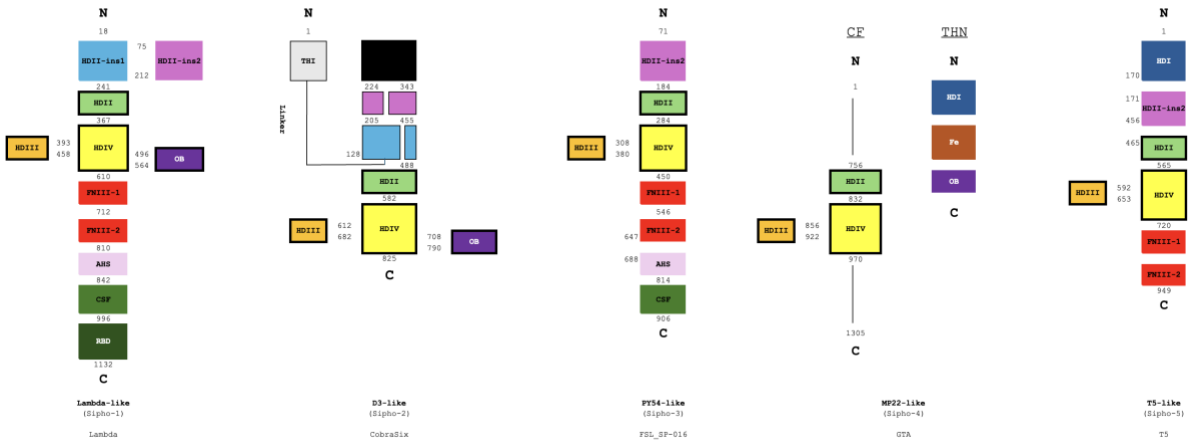 N
18
HDII-ins1
75
212
HDII-ins2
241
HDII
367
HDIII
393
458
HDIV
496
564
OB
610
FNIII-1
712
FNIII-2
810
AHS
842
CSF
996
RBD
1132
C
Lambda-like
(Sipho-1)
Lambda
N
1
THI
Linker
224
343
205
455
128
488
HDII
582
HDIII
612
682
HDIV
708
790
OB
825
C
D3-like
(Sipho-2)
CobraSix
N
71
HDII-ins2
184
HDII
284
HDIII
308
380
HDIV
450
FNIII-1
546
647
FNIII-2
688
AHS
814
CSF
906
C
PY54-like
(Sipho-3)
FSL_SP-016
CF
N
1
756
HDII
832
HDIII
856
922
HDIV
970
1305
C
THN
N
HDI
Fe
OB
C
MP22-like
(Sipho-4)
GTA
N
1
HDI
170
171
HDII-ins2
456
465
HDII
565
HDIII
592
653
HDIV
720
FNIII-1
FNIII-2
949
C
T5-like
(Sipho-5)
T5